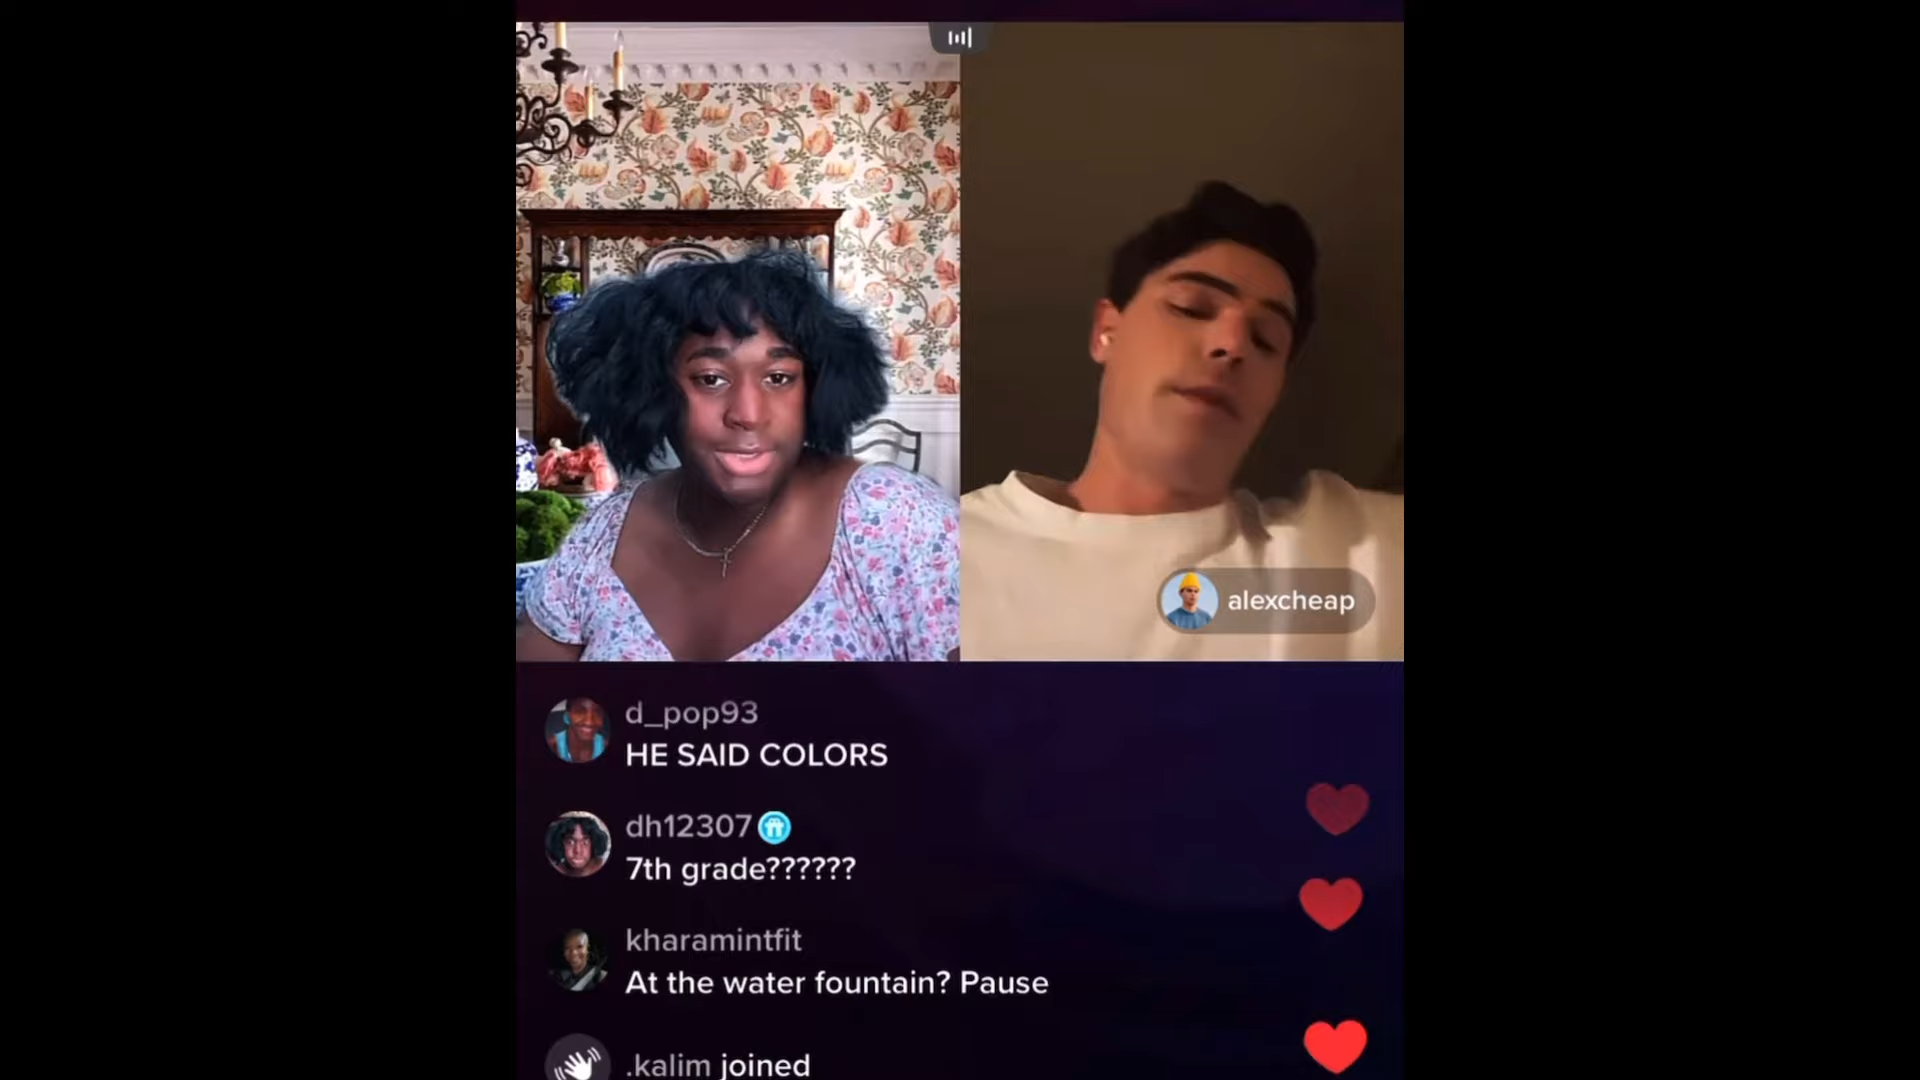 alexcheap
d_pop93
HE SAID COLORS
dh12307
7th grade??????
kharamintfit
At the water fountain? Pause
.kalim joined